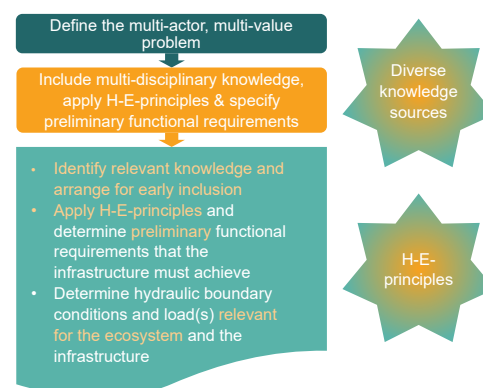 Define the multi-actor, multi-value
problem
Include multi-disciplinary knowledge,
apply H-E-principles & specify
preliminary functional requirements
• Identify relevant knowledge and
arrange for early inclusion
• Apply H-E-principles and
determine preliminary functional
requirements that the
infrastructure must achieve
• Determine hydraulic boundary
conditions and load(s) relevant
for the ecosystem and the
infrastructure
Diverse
knowledge
sources
H-E-
principles